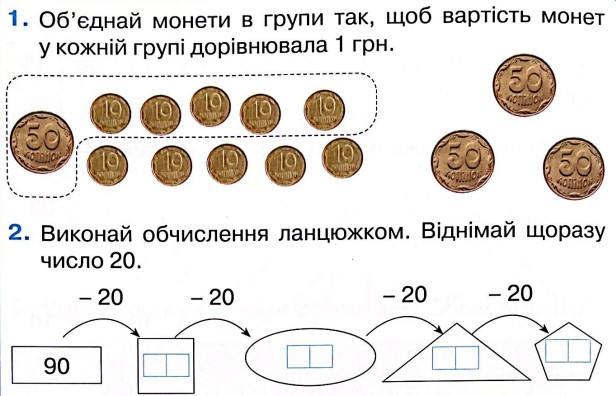 1. Об'єднай монети в групи так, щоб вартість монет
у кожній групі дорівнювала 1 грн.
50
КОПІЙОК
10 10 10 10 10
50
КОПІЙОК
10 10 10 10 10
50
КОПІЙОК
50
КОПІЙОК
2. Виконай обчислення ланцюжком. Віднімай щоразу
число 20.
– 20 – 20 – 20 – 20
90